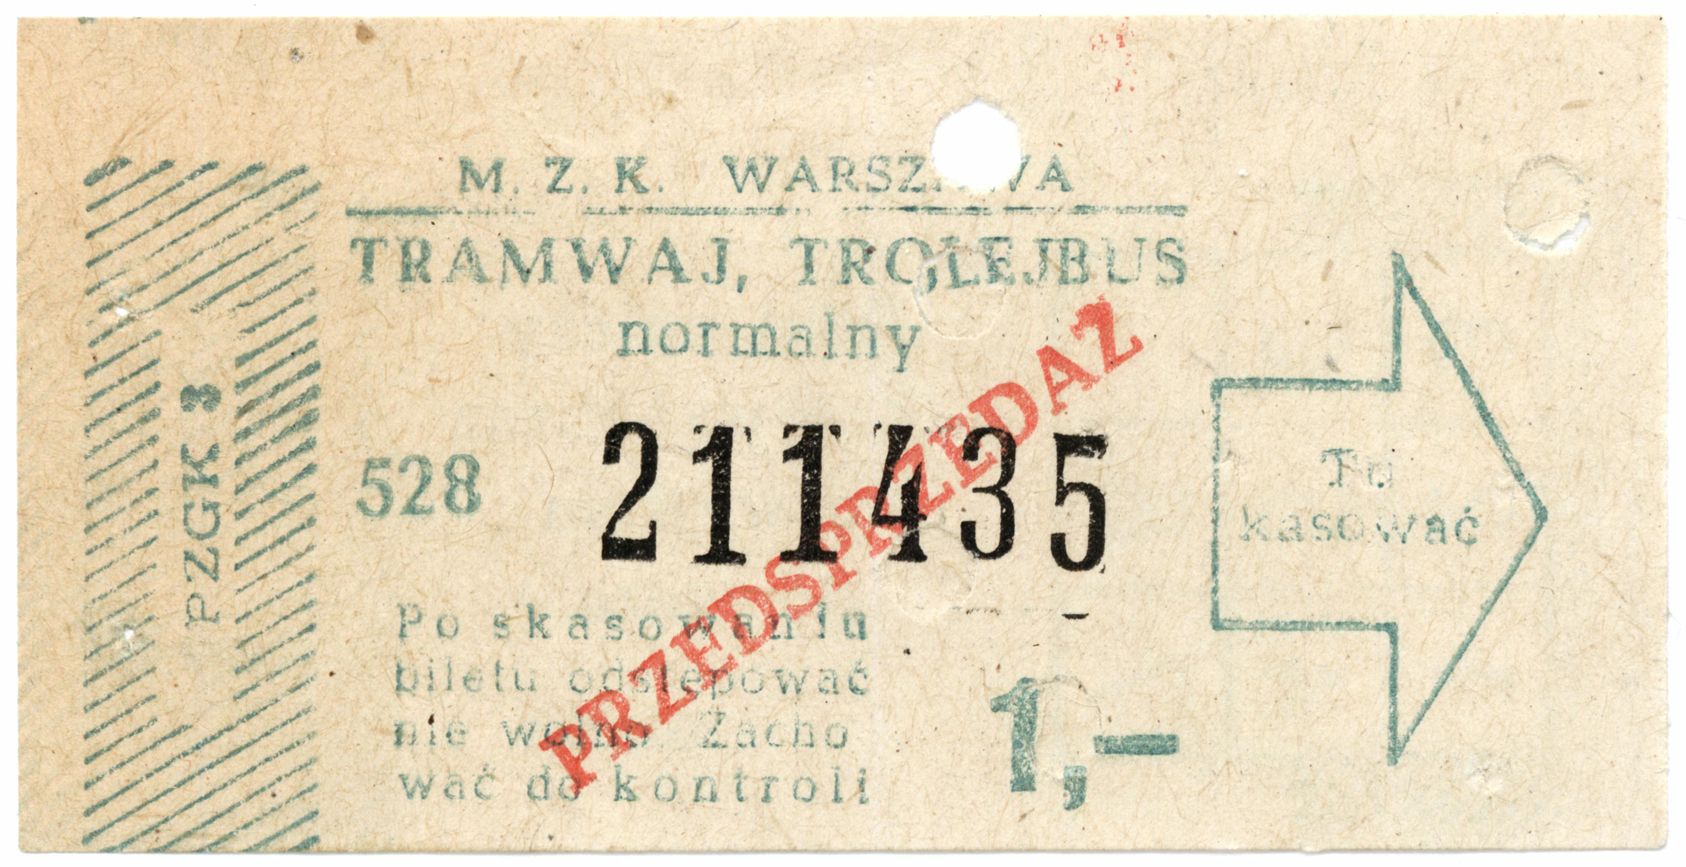 M. Z. K. WARSZAWA
TRAMWAJ, TROLEJBUS
normalny
PRZEDSPRZEDAŻ
PZGK 3
528
211435
Tu
kasować
Po skasowaniu
biletu odstępować
nie wolno. Zacho
wać do kontroli
1,—